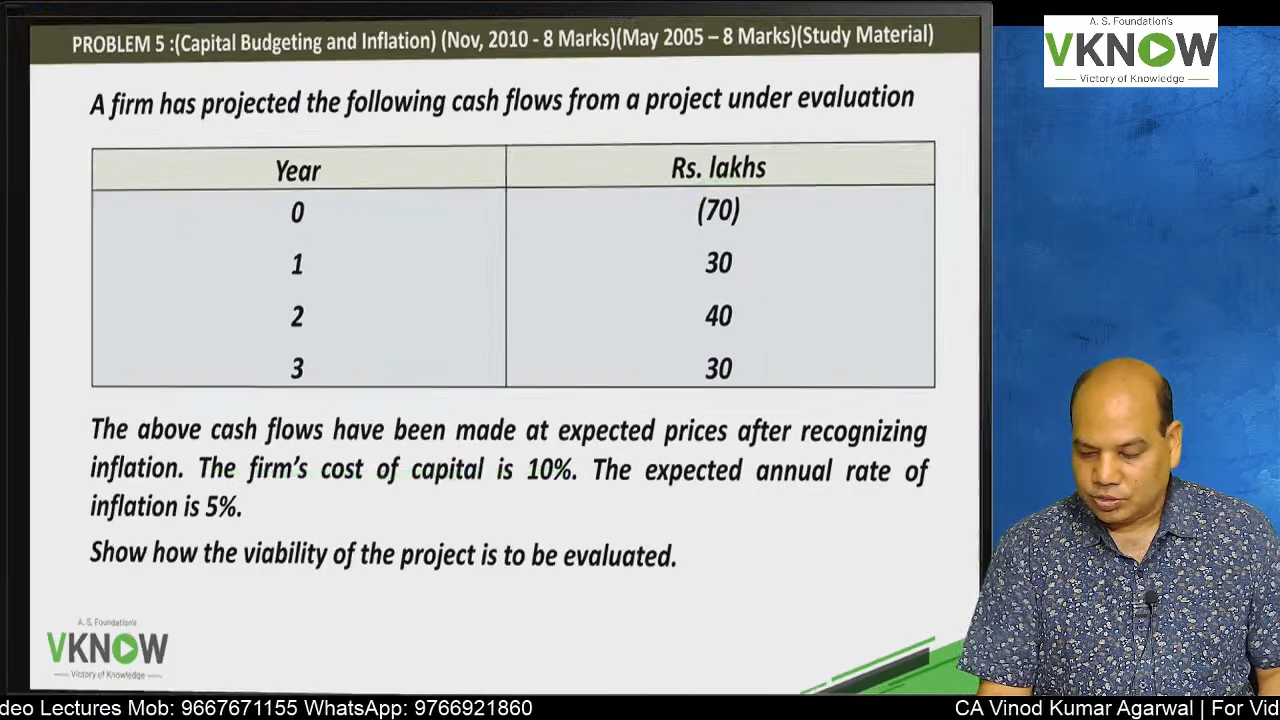 PROBLEM 5 :(Capital Budgeting and Inflation) (Nov, 2010 - 8 Marks)(May 2005 – 8 Marks)(Study Material)
A. S. Foundation's
VKNOW
Victory of Knowledge
A firm has projected the following cash flows from a project under evaluation
Year Rs. lakhs
0 (70)
1 30
2 40
3 30
The above cash flows have been made at expected prices after recognizing
inflation. The firm's cost of capital is 10%. The expected annual rate of
inflation is 5%.
Show how the viability of the project is to be evaluated.
A. S. Foundation's
VKNOW
Victory of Knowledge
deo Lectures Mob: 9667671155 WhatsApp: 9766921860 CA Vinod Kumar Agarwal | For Vid